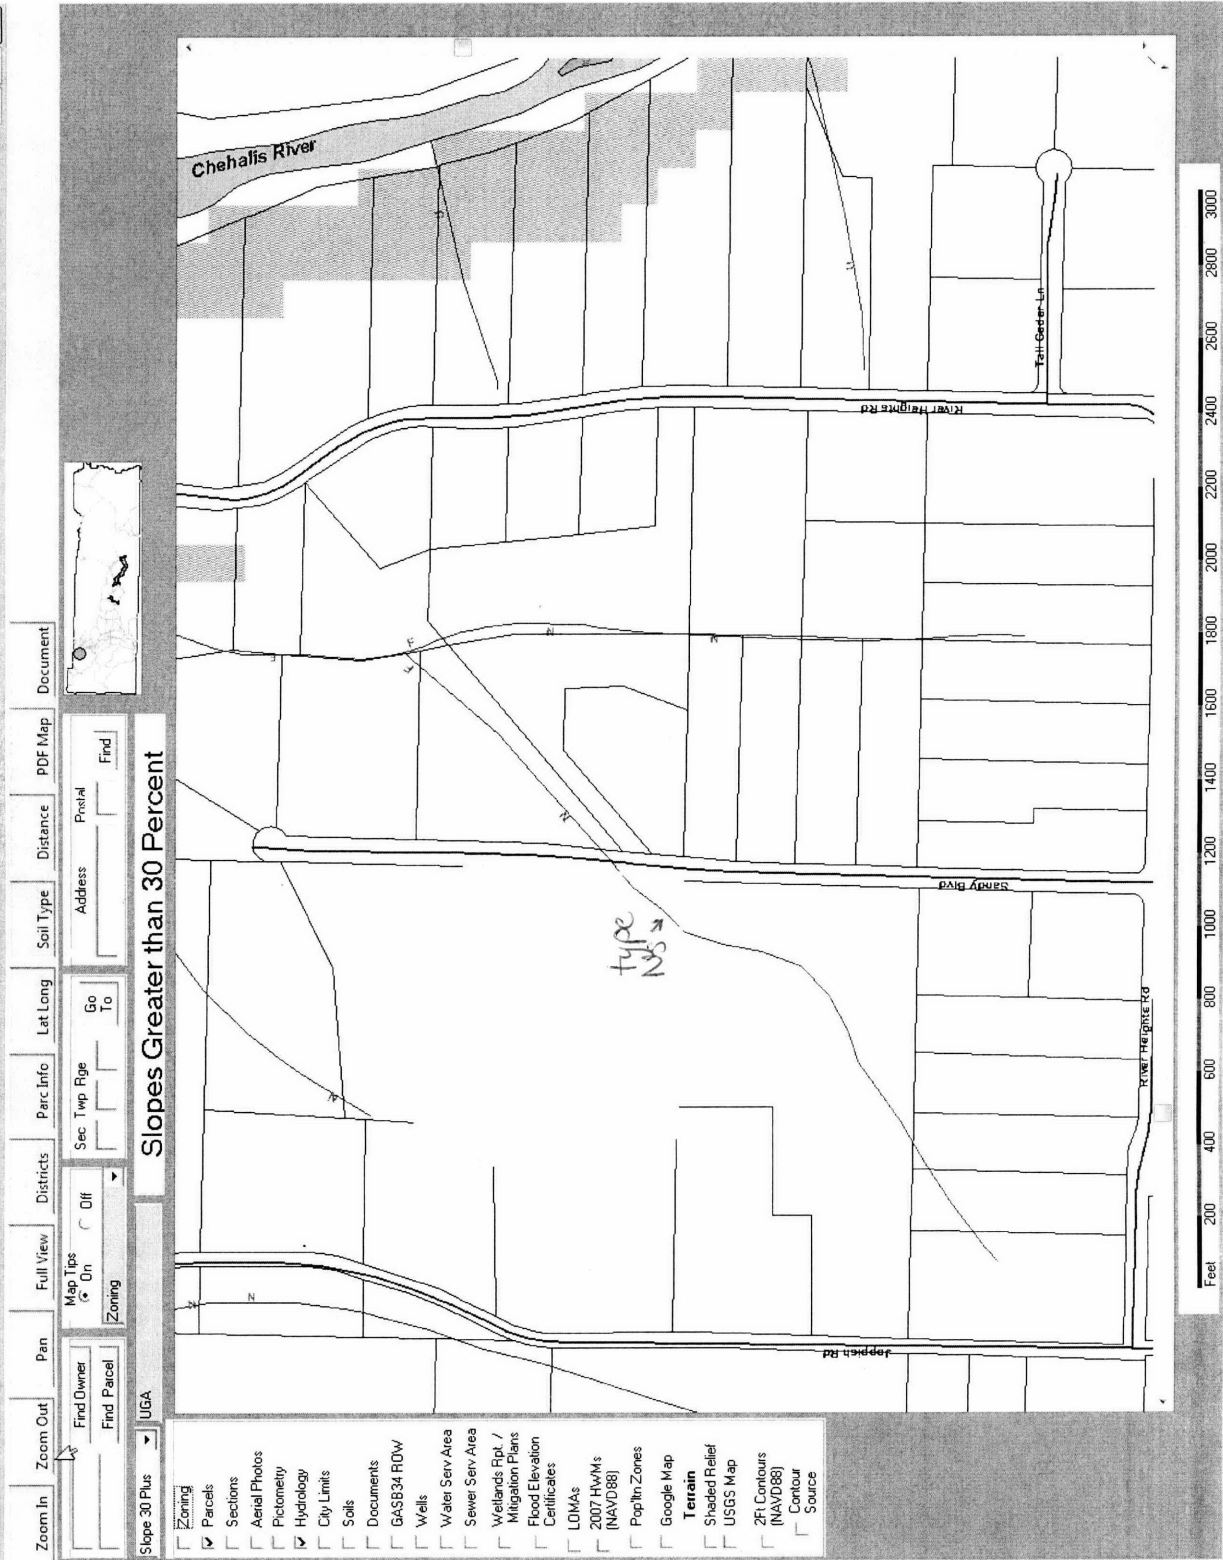 Zoom In
Zoom Out
Pan
Full View
Districts
Parc Info
Lat Long
Soil Type
Distance
PDF Map
Document
Find Owner
Find Parcel
Map Tips
On
Off
Zoning
Sec Twp Rge
Go To
Address
Postal
Find
Slope 30 Plus
UGA
Slopes Greater than 30 Percent
Zoning
Parcels
Sections
Aerial Photos
Pictometry
Hydrology
City Limits
Soils
Documents
GASB34 ROW
Wells
Water Serv Area
Sewer Serv Area
Wetlands Rpt. /
Mitigation Plans
Flood Elevation
Certificates
LOMAs
2007 HWMs
(NAVD88)
Pop'ltn Zones
Google Map
Terrain
Shaded Relief
USGS Map
2Ft Contours
(NAVD88)
Contour
Source
Chehalis River
U
U
F
F
F
N
N
N
N
N
N
type
NS
River Heights Rd
Tall Ceder Ln
Sandy Blvd
River Heights Rd
Joppish Rd
Feet 200 400 600 800 1000 1200 1400 1600 1800 2000 2200 2400 2600 2800 3000